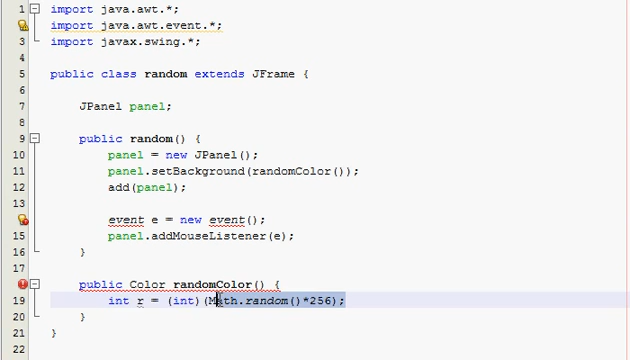 1 import java.awt.*;
import java.awt.event.*;
3 import javax.swing.*;
4
5 public class random extends JFrame {
6
7 JPanel panel;
8
9 public random() {
10 panel = new JPanel();
11 panel.setBackground(randomColor());
12 add(panel);
13
event e = new event();
15 panel.addMouseListener(e);
16 }
17
public Color randomColor() {
19 int r = (int)(Math.random()*256);
20 }
21 }
22